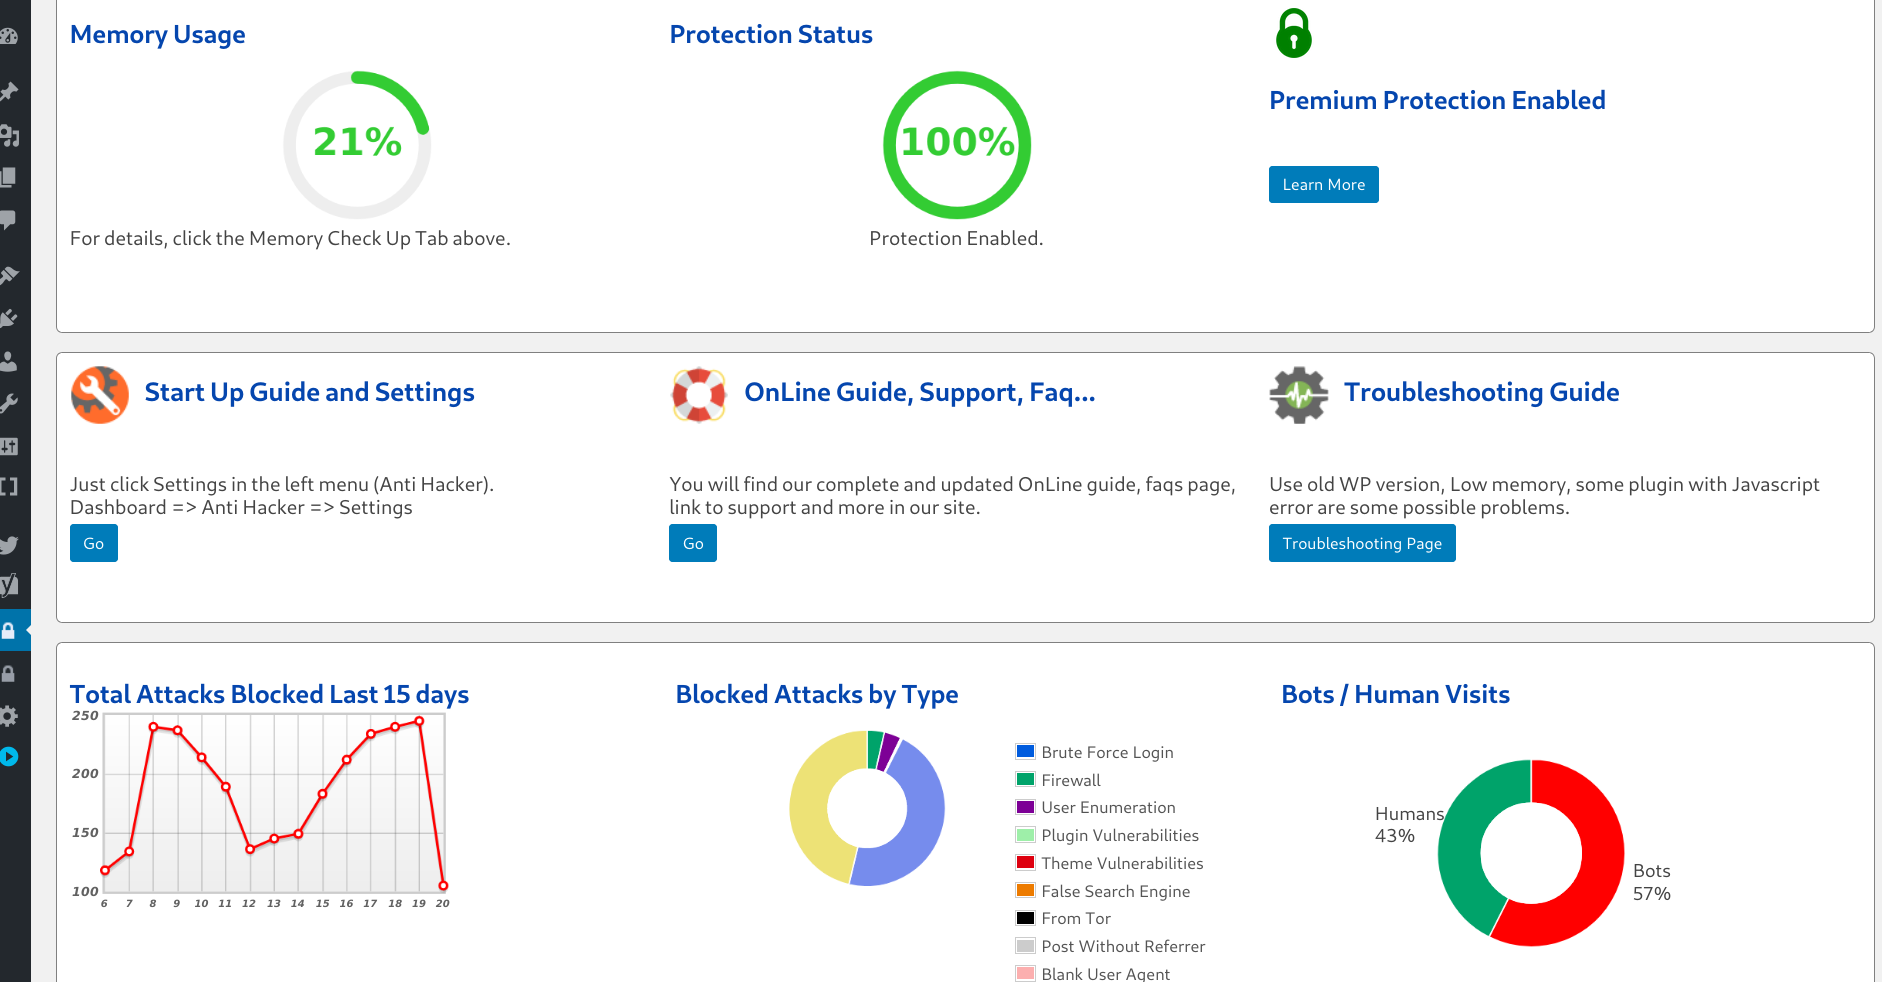 Memory Usage
21%
For details, click the Memory Check Up Tab above.
Protection Status
100%
Protection Enabled.
Premium Protection Enabled
Learn More
Start Up Guide and Settings
Just click Settings in the left menu (Anti Hacker).
Dashboard => Anti Hacker => Settings
Go
OnLine Guide, Support, Faq...
You will find our complete and updated OnLine guide, faqs page,
link to support and more in our site.
Go
Troubleshooting Guide
Use old WP version, Low memory, some plugin with Javascript
error are some possible problems.
Troubleshooting Page
Total Attacks Blocked Last 15 days
250
200
150
100
6 7 8 9 10 11 12 13 14 15 16 17 18 19 20
Blocked Attacks by Type
Brute Force Login
Firewall
User Enumeration
Plugin Vulnerabilities
Theme Vulnerabilities
False Search Engine
From Tor
Post Without Referrer
Blank User Agent
Bots / Human Visits
Humans
43%
Bots
57%